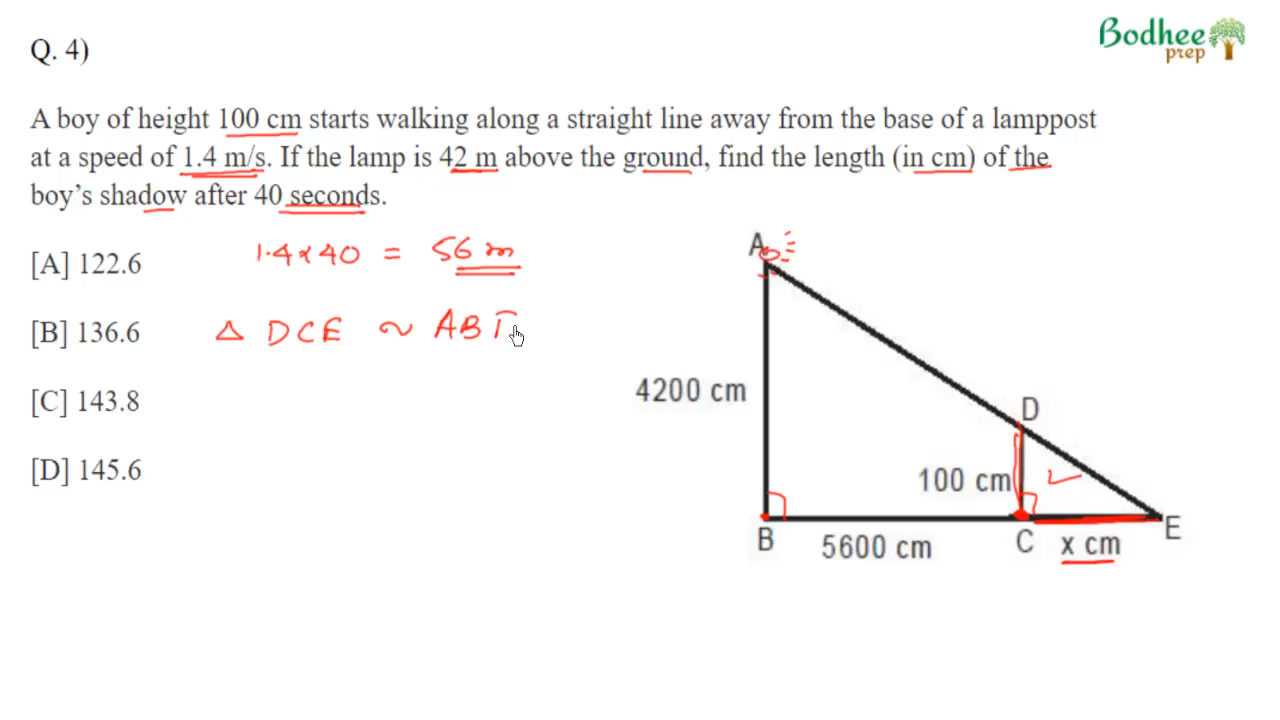 Bodhee
prep
Q. 4)
A boy of height 100 cm starts walking along a straight line away from the base of a lamppost
at a speed of 1.4 m/s. If the lamp is 42 m above the ground, find the length (in cm) of the
boy’s shadow after 40 seconds.
[A] 122.6
1.4 x 40 = 56 m
[B] 136.6
Δ DCE ~ AB
[C] 143.8
[D] 145.6
A
4200 cm
D
100 cm
B
5600 cm
C
x cm
E